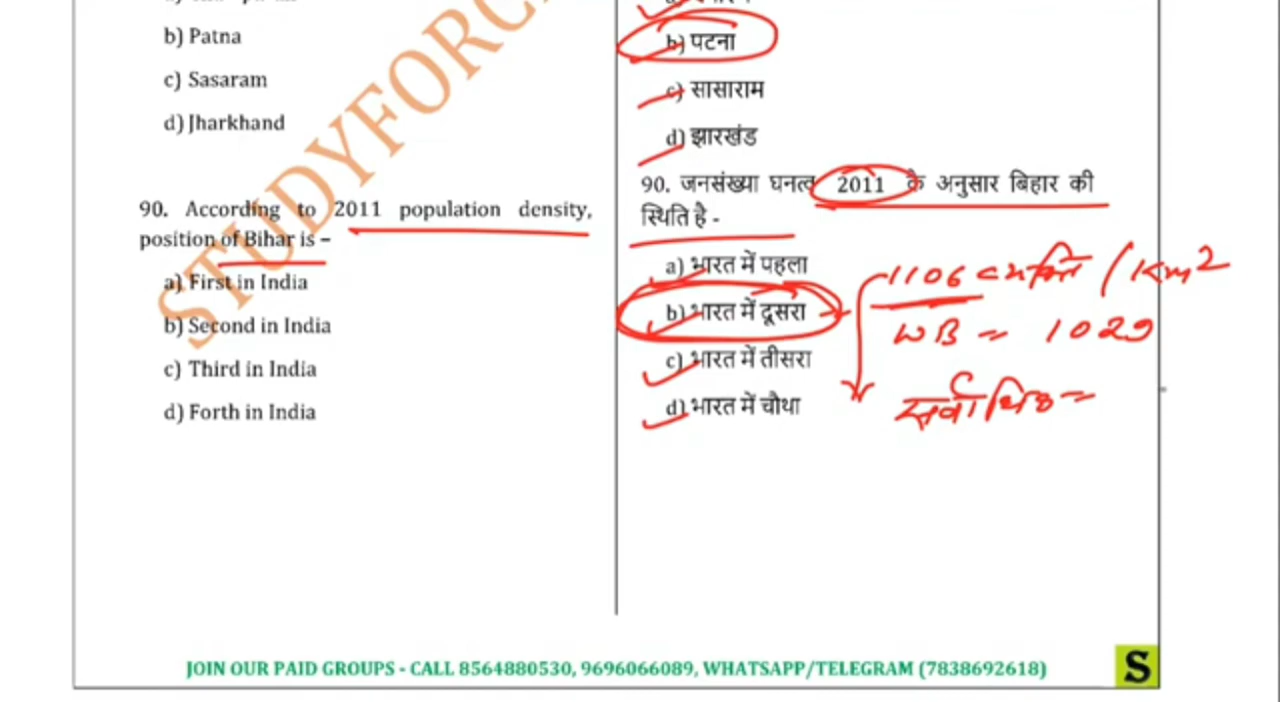 b) Patna
c) Sasaram
d) Jharkhand
90. According to 2011 population density,
position of Bihar is –
a) First in India
b) Second in India
c) Third in India
d) Forth in India
b) पटना
c) सासाराम
d) झारखंड
90. जनसंख्या घनत्व 2011 के अनुसार बिहार की
स्थिति है -
a) भारत में पहला
b) भारत में दूसरा
c) भारत में तीसरा
d) भारत में चौथा
1106 व्यक्ति / Km2
WB = 1029
सर्वाधिक =
STUDYFORC
JOIN OUR PAID GROUPS - CALL 8564880530, 9696066089, WHATSAPP/TELEGRAM (7838692618)
S